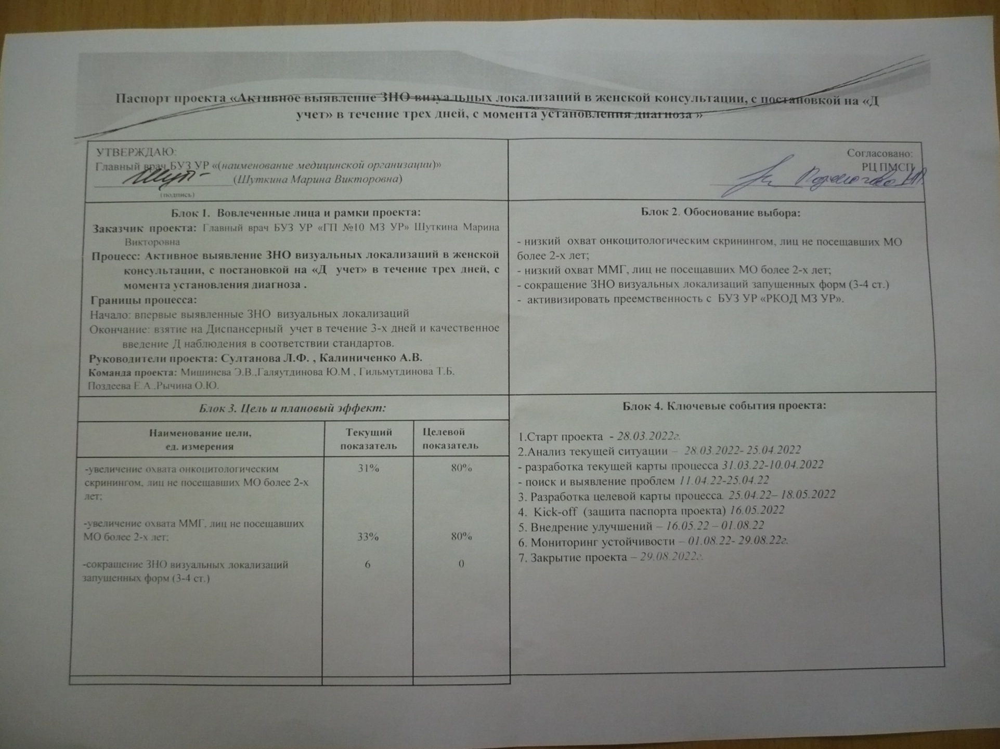 Паспорт проекта «Активное выявление ЗНО визуальных локализаций в женской консультации, с постановкой на «Д
учет» в течение трех дней, с момента установления диагноза »
УТВЕРЖДАЮ:
Главный врач БУЗ УР «(наименование медицинской организации)»
(Шуткина Марина Викторовна)
(подпись)
Согласовано:
РЦ ПМСП
Блок 1. Вовлеченные лица и рамки проекта:
Заказчик проекта: Главный врач БУЗ УР «ГП №10 МЗ УР» Шуткина Марина
Викторовна
Процесс: Активное выявление ЗНО визуальных локализаций в женской
консультации, с постановкой на «Д учет» в течение трех дней, с
момента установления диагноза .
Границы процесса:
Начало: впервые выявленные ЗНО визуальных локализаций
Окончание: взятие на Диспансерный учет в течение 3-х дней и качественное
введение Д наблюдения в соответствии стандартов.
Руководители проекта: Султанова Л.Ф. , Калиниченко А.В.
Команда проекта: Мишинева Э.В.,Галяутдинова Ю.М , Гильмутдинова Т.Б.
Поздеева Е.А.,Рычина О.Ю.
Блок 2. Обоснование выбора:
- низкий охват онкоцитологическим скринингом, лиц не посещавших МО
более 2-х лет;
- низкий охват ММГ, лиц не посещавших МО более 2-х лет;
- сокращение ЗНО визуальных локализаций запущенных форм (3-4 ст.)
- активизировать преемственность с БУЗ УР «РКОД МЗ УР».
Блок 3. Цель и плановый эффект:
Наименование цели,
ед. измерения
Текущий
показатель
Целевой
показатель
-увеличение охвата онкоцитологическим
скринингом, лиц не посещавших МО более 2-х
лет;
31%
80%
-увеличение охвата ММГ, лиц не посещавших
МО более 2-х лет;
33%
80%
-сокращение ЗНО визуальных локализаций
запущенных форм (3-4 ст.)
6
0
Блок 4. Ключевые события проекта:
1.Старт проекта - 28.03.2022г.
2.Анализ текущей ситуации – 28.03.2022- 25.04.2022
- разработка текущей карты процесса 31.03.22-10.04.2022
- поиск и выявление проблем 11.04.22-25.04.22
3. Разработка целевой карты процесса. 25.04.22– 18.05.2022
4. Kick-off (защита паспорта проекта) 16.05.2022
5. Внедрение улучшений – 16.05.22 – 01.08.22
6. Мониторинг устойчивости – 01.08.22- 29.08.22г.
7. Закрытие проекта – 29.08.2022г.